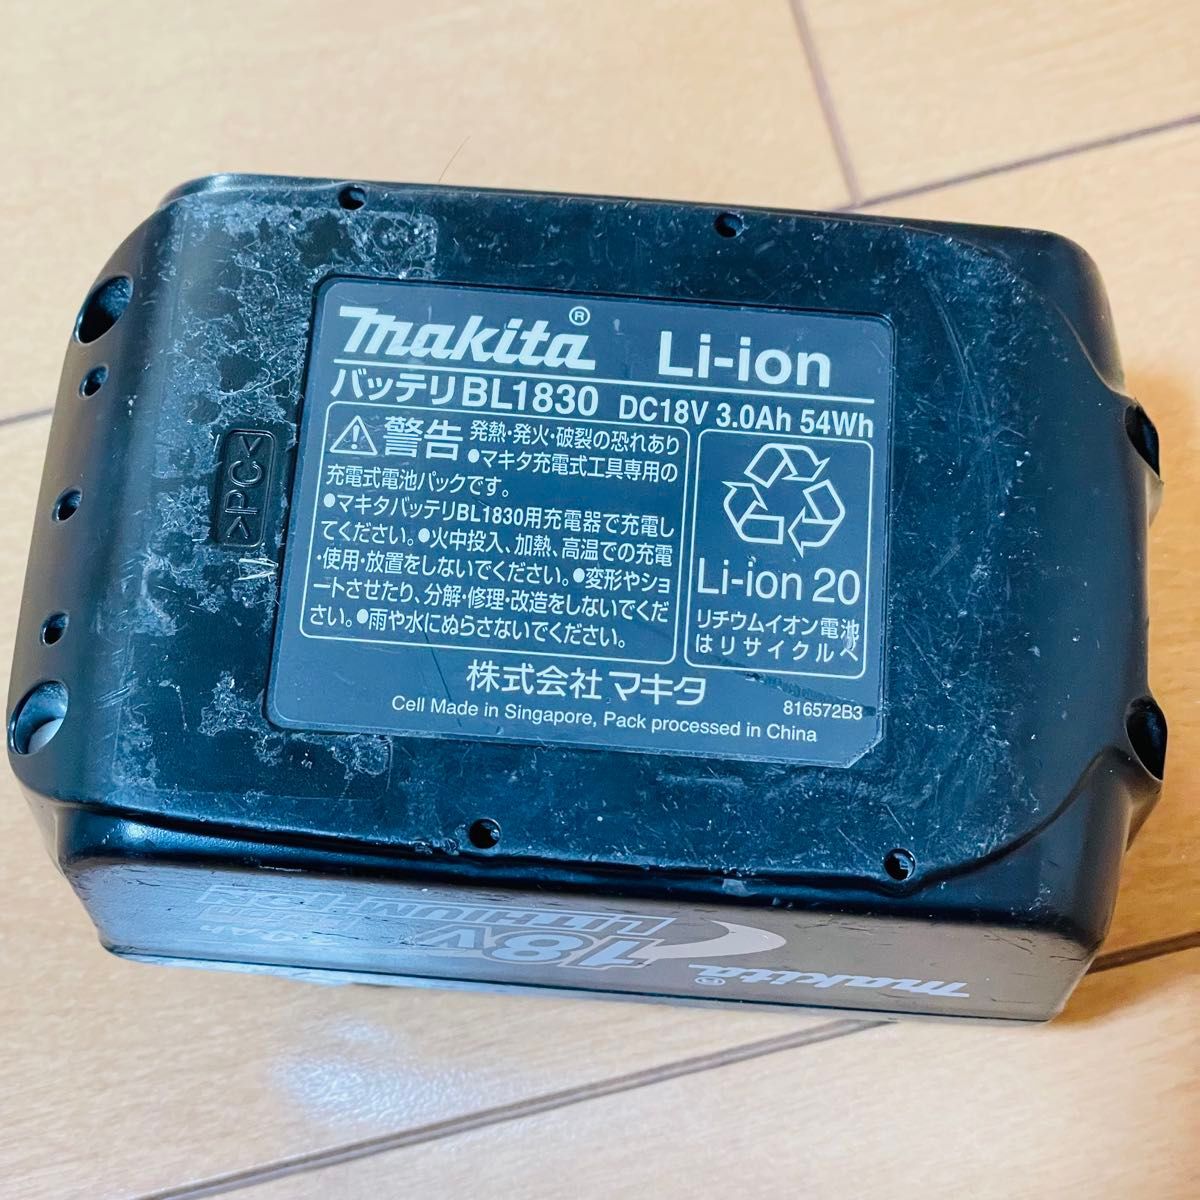 makita® Li-ion
バッテリBL1830 DC18V 3.0Ah 54Wh
警告 発熱・発火・破裂の恐れあり
●マキタ充電式工具専用の
充電式電池パックです。
●マキタバッテリBL1830用充電器で充電し
てください。●火中投入、加熱、高温での充電
・使用・放置をしないでください。●変形やショ
ートさせたり、分解・修理・改造をしないでくだ
さい。●雨や水にぬらさないでください。
Li-ion 20
リチウムイオン電池
はリサイクルへ
株式会社マキタ
816572B3
Cell Made in Singapore, Pack processed in China
>PC<
makita®
18V
LITHIUM-ION
3.0Ah